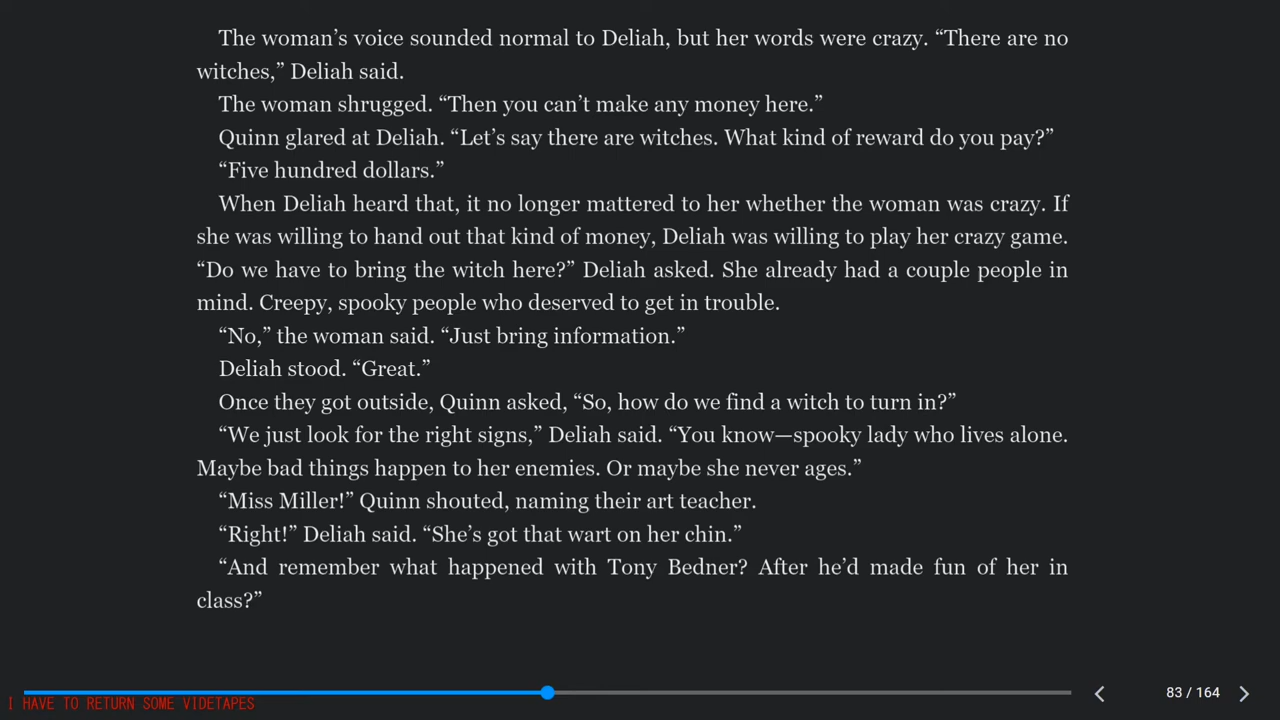 The woman’s voice sounded normal to Deliah, but her words were crazy. “There are no
witches,” Deliah said.
The woman shrugged. “Then you can’t make any money here.”
Quinn glared at Deliah. “Let’s say there are witches. What kind of reward do you pay?”
“Five hundred dollars.”
When Deliah heard that, it no longer mattered to her whether the woman was crazy. If
she was willing to hand out that kind of money, Deliah was willing to play her crazy game.
“Do we have to bring the witch here?” Deliah asked. She already had a couple people in
mind. Creepy, spooky people who deserved to get in trouble.
“No,” the woman said. “Just bring information.”
Deliah stood. “Great.”
Once they got outside, Quinn asked, “So, how do we find a witch to turn in?”
“We just look for the right signs,” Deliah said. “You know—spooky lady who lives alone.
Maybe bad things happen to her enemies. Or maybe she never ages.”
“Miss Miller!” Quinn shouted, naming their art teacher.
“Right!” Deliah said. “She’s got that wart on her chin.”
“And remember what happened with Tony Bedner? After he’d made fun of her in
class?”
83 / 164
I HAVE TO RETURN SOME VIDETAPES